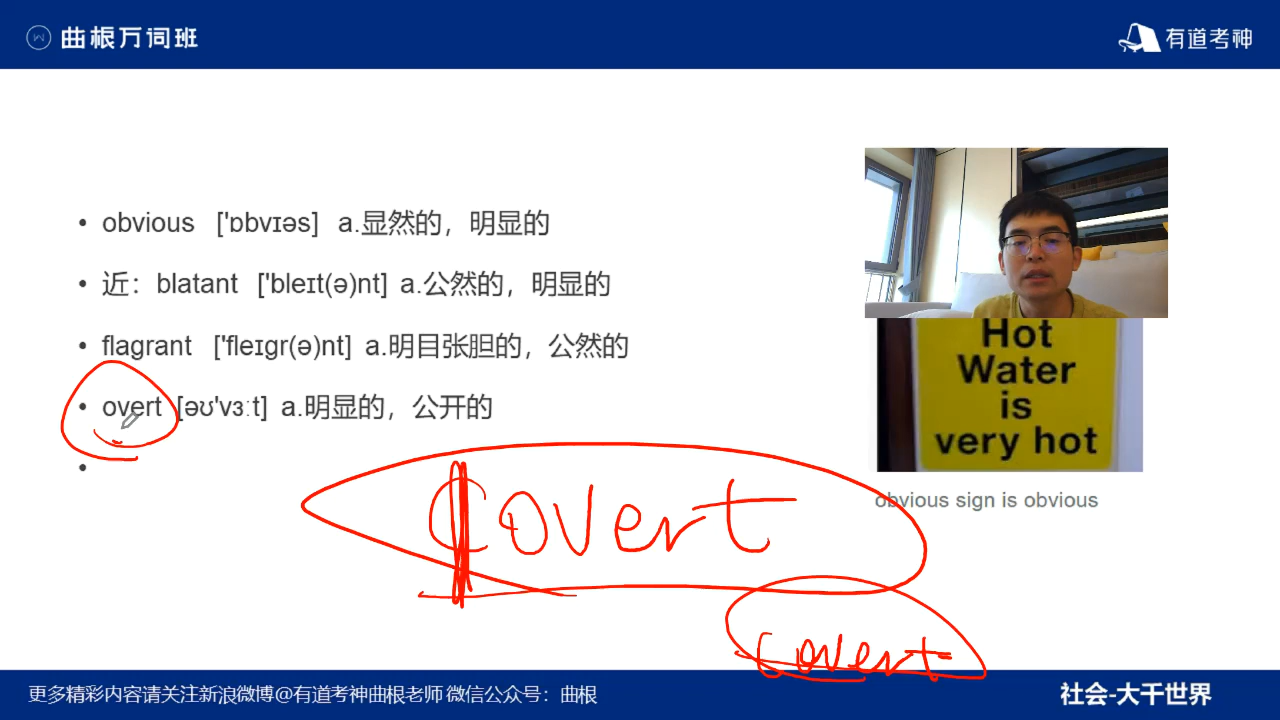 曲根万词班
有道考神
• obvious ['ɒbvɪəs] a.显然的，明显的
• 近：blatant ['bleɪt(ə)nt] a.公然的，明显的
• flagrant ['fleɪgr(ə)nt] a.明目张胆的，公然的
• overt [əʊ'vɜːt] a.明显的，公开的
•
Hot
Water
is
very hot
obvious sign is obvious
covert
covert
更多精彩内容请关注新浪微博@有道考神曲根老师 微信公众号：曲根
社会-大千世界